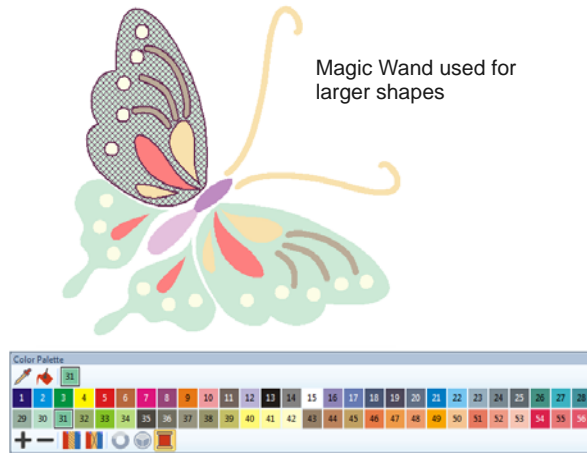 Magic Wand used for
larger shapes
Color Palette
31
1 2 3 4 5 6 7 8 9 10 11 12 13 14 15 16 17 18 19 20 21 22 23 24 25 26 27 28
29 30 31 32 33 34 35 36 37 38 39 40 41 42 43 44 45 46 47 48 49 50 51 52 53 54 55 56